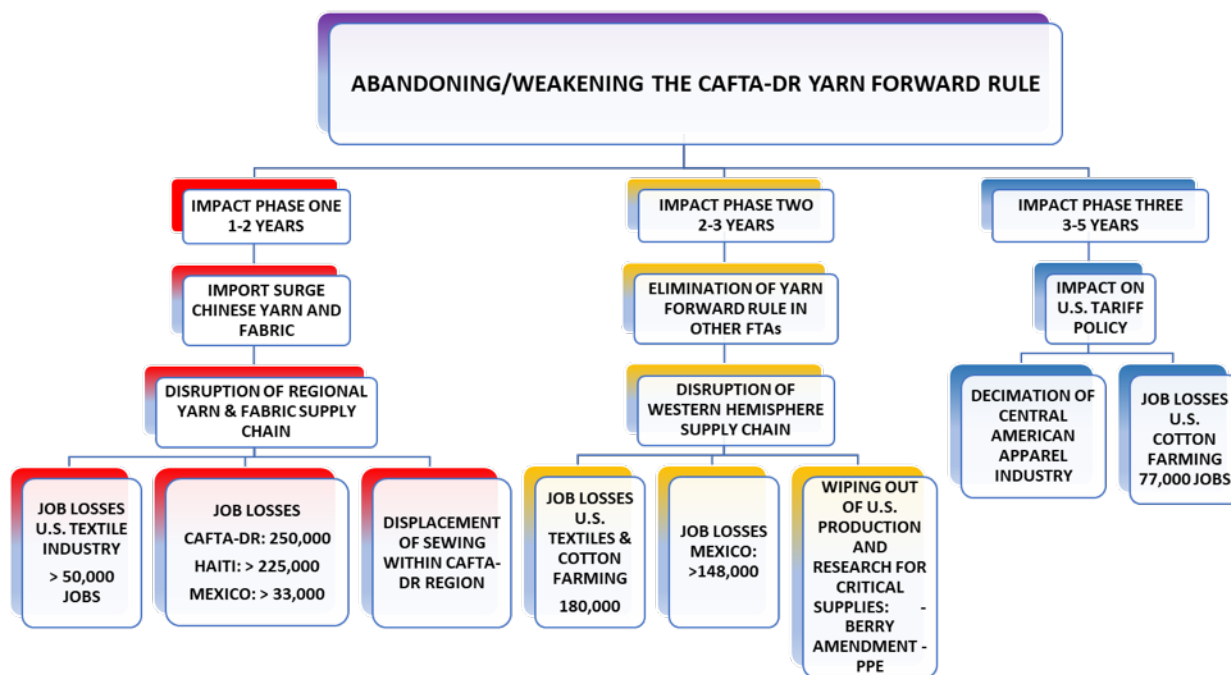 ABANDONING/WEAKENING THE CAFTA-DR YARN FORWARD RULE
IMPACT PHASE ONE
1-2 YEARS
IMPORT SURGE
CHINESE YARN AND
FABRIC
DISRUPTION OF REGIONAL
YARN & FABRIC SUPPLY
CHAIN
JOB LOSSES
U.S. TEXTILE
INDUSTRY
> 50,000
JOBS
JOB LOSSES
CAFTA-DR: 250,000
HAITI: > 225,000
MEXICO: > 33,000
DISPLACEMENT
OF SEWING
WITHIN CAFTA-
DR REGION
IMPACT PHASE TWO
2-3 YEARS
ELIMINATION OF YARN
FORWARD RULE IN
OTHER FTAs
DISRUPTION OF
WESTERN HEMISPHERE
SUPPLY CHAIN
JOB LOSSES
U.S.
TEXTILES &
COTTON
FARMING
180,000
JOB LOSSES
MEXICO:
>148,000
WIPING OUT
OF U.S.
PRODUCTION
AND
RESEARCH FOR
CRITICAL
SUPPLIES: -
BERRY
AMENDMENT -
PPE
IMPACT PHASE THREE
3-5 YEARS
IMPACT ON
U.S. TARIFF
POLICY
DECIMATION OF
CENTRAL
AMERICAN
APPAREL
INDUSTRY
JOB LOSSES
U.S.
COTTON
FARMING
77,000 JOBS